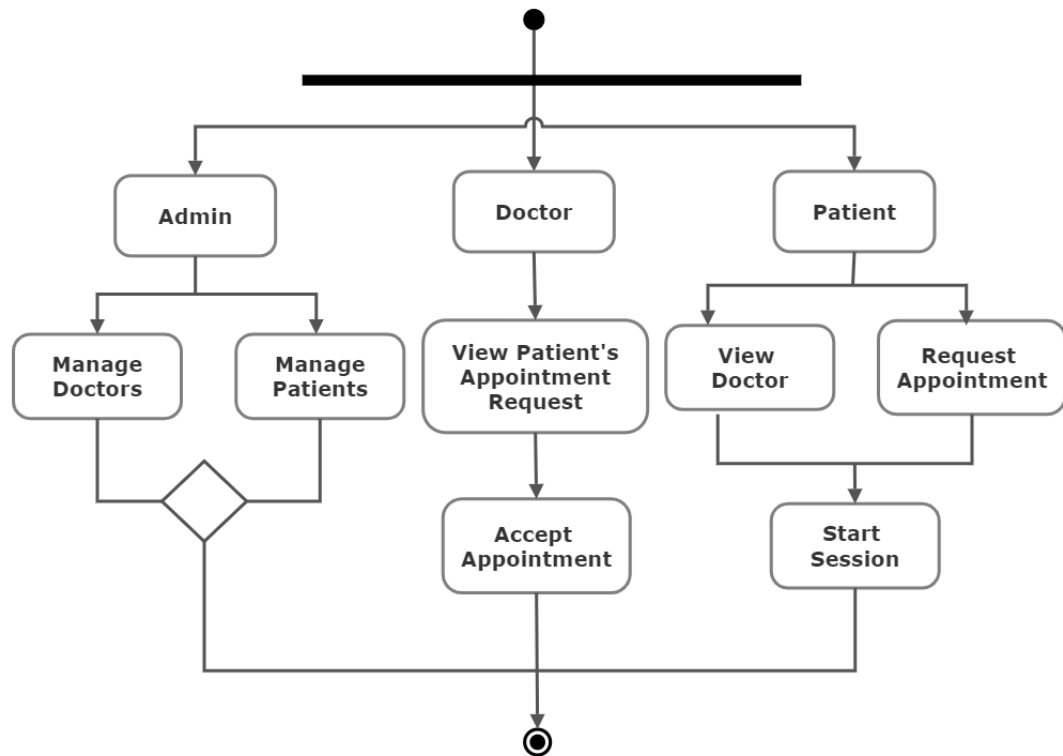 Admin
Doctor
Patient
Manage
Doctors
Manage
Patients
View Patient's
Appointment
Request
View
Doctor
Request
Appointment
Accept
Appointment
Start
Session